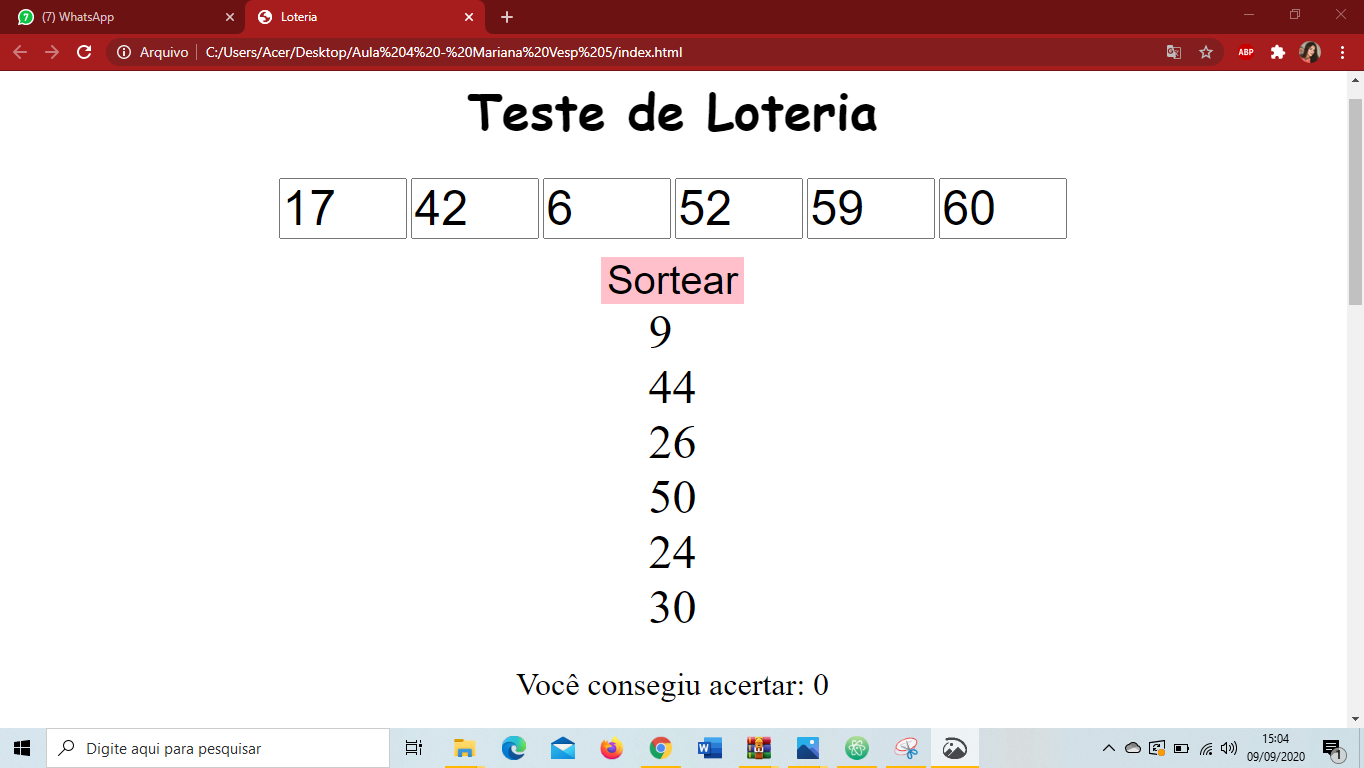 (7) WhatsApp
Loteria
Arquivo C:/Users/Acer/Desktop/Aula%204%20-%20Mariana%20Vesp%205/index.html
ABP
Teste de Loteria
17 42 6 52 59 60
Sortear
9
44
26
50
24
30
Você consegiu acertar: 0
Digite aqui para pesquisar
15:04
09/09/2020
1